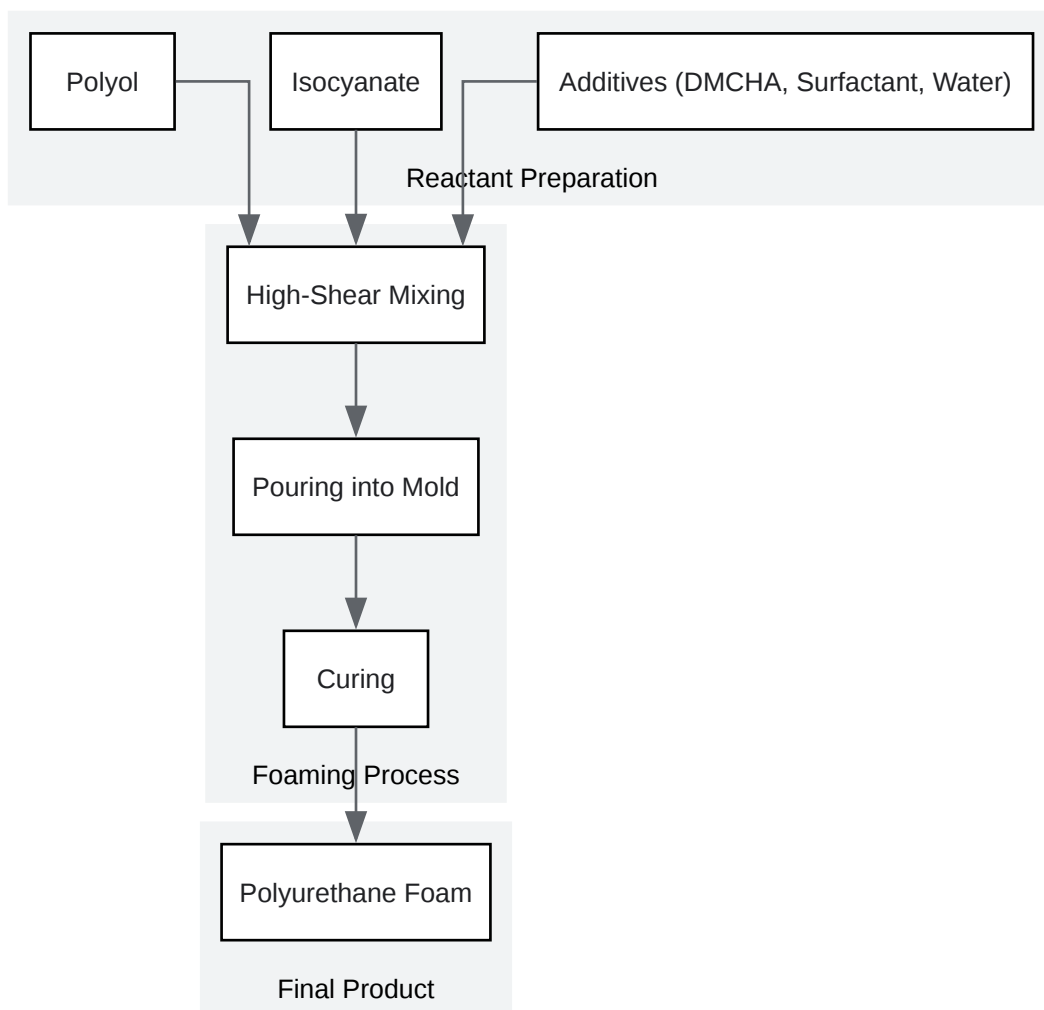 Polyol
Isocyanate
Additives (DMCHA, Surfactant, Water)
Reactant Preparation
High-Shear Mixing
Pouring into Mold
Curing
Foaming Process
Polyurethane Foam
Final Product